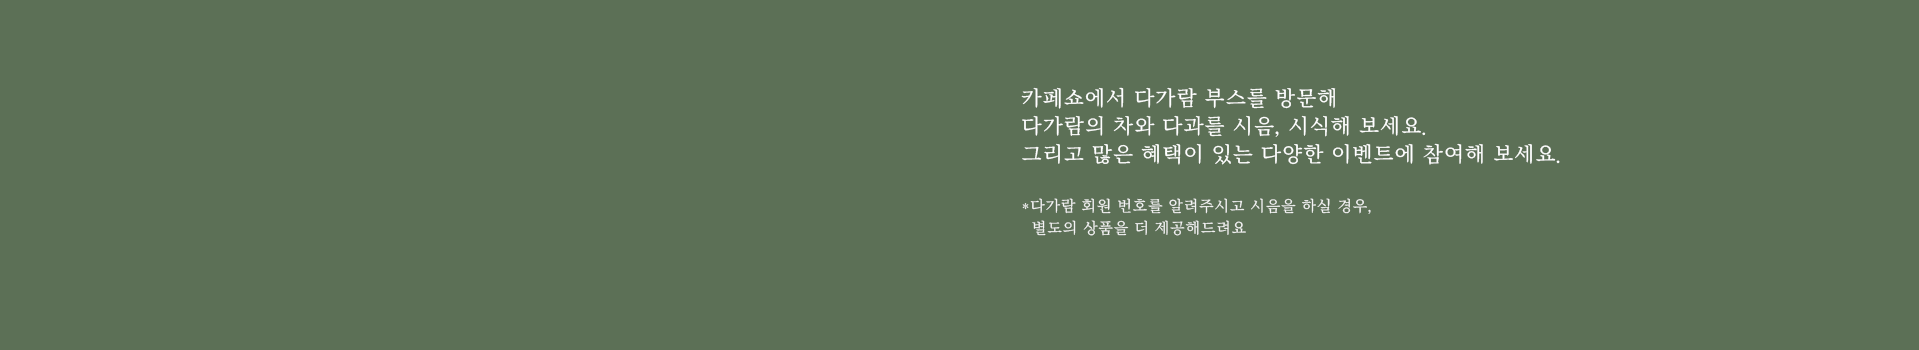 카페쇼에서 다가람 부스를 방문해
다가람의 차와 다과를 시음, 시식해 보세요.
그리고 많은 혜택이 있는 다양한 이벤트에 참여해 보세요.
*다가람 회원 번호를 알려주시고 시음을 하실 경우,
별도의 상품을 더 제공해드려요